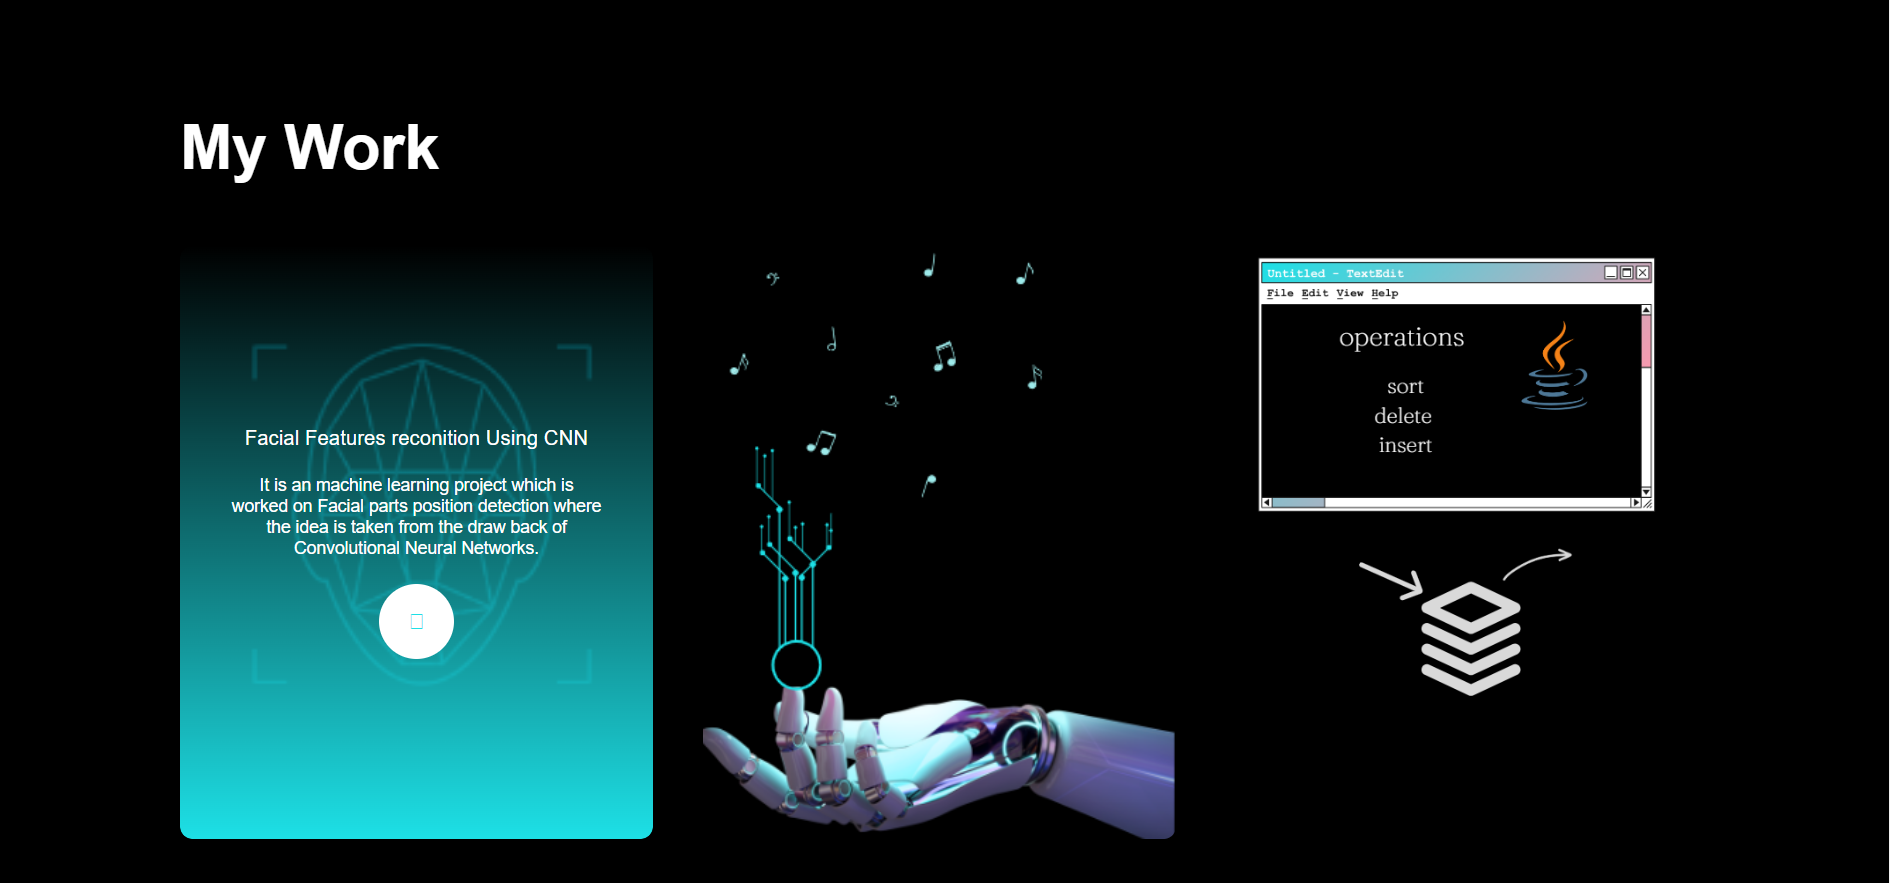 My Work
Facial Features reconition Using CNN
It is an machine learning project which is
worked on Facial parts position detection where
the idea is taken from the draw back of
Convolutional Neural Networks.
Untitled - TextEdit
File Edit View Help
operations
sort
delete
insert